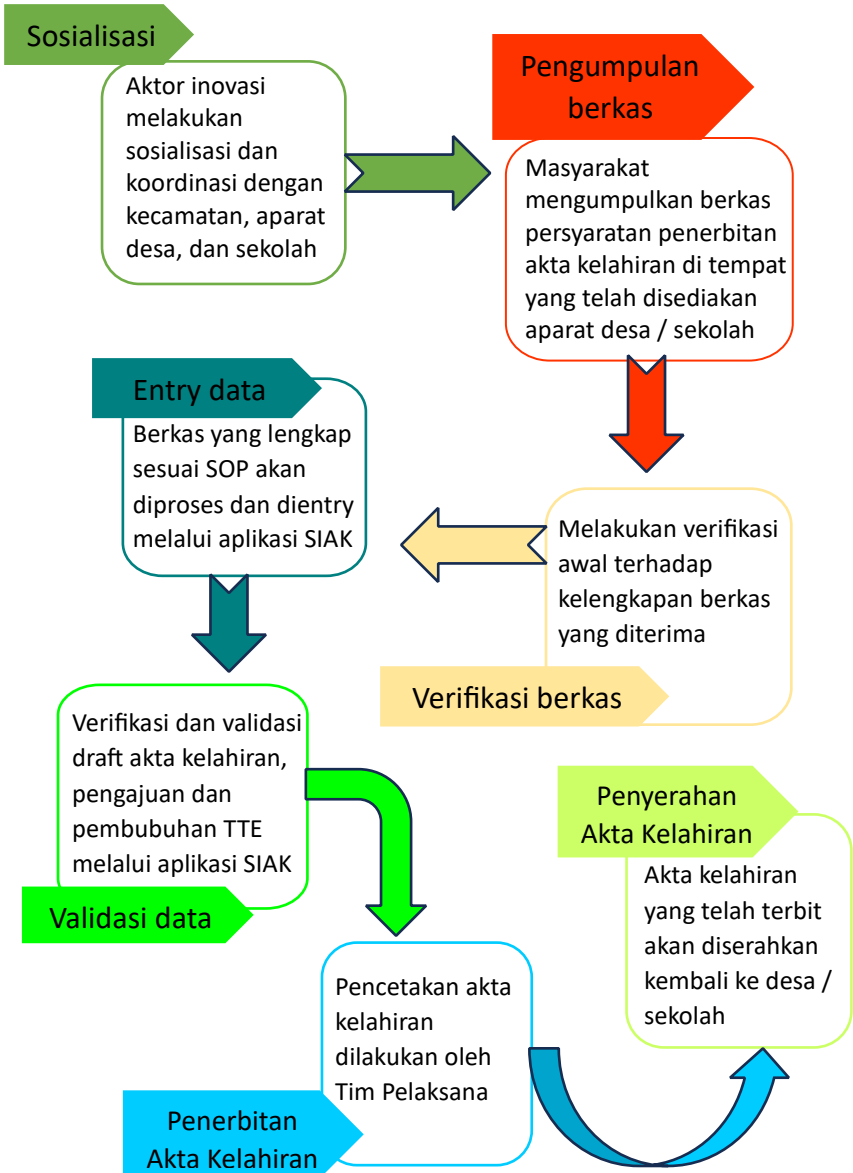 Sosialisasi
Aktor inovasi
melakukan
sosialisasi dan
koordinasi dengan
kecamatan, aparat
desa, dan sekolah
Pengumpulan
berkas
Masyarakat
mengumpulkan berkas
persyaratan penerbitan
akta kelahiran di tempat
yang telah disediakan
aparat desa / sekolah
Melakukan verifikasi
awal terhadap
kelengkapan berkas
yang diterima
Verifikasi berkas
Entry data
Berkas yang lengkap
sesuai SOP akan
diproses dan dientry
melalui aplikasi SIAK
Verifikasi dan validasi
draft akta kelahiran,
pengajuan dan
pembubuhan TTE
melalui aplikasi SIAK
Validasi data
Pencetakan akta
kelahiran
dilakukan oleh
Tim Pelaksana
Penerbitan
Akta Kelahiran
Penyerahan
Akta Kelahiran
Akta kelahiran
yang telah terbit
akan diserahkan
kembali ke desa /
sekolah